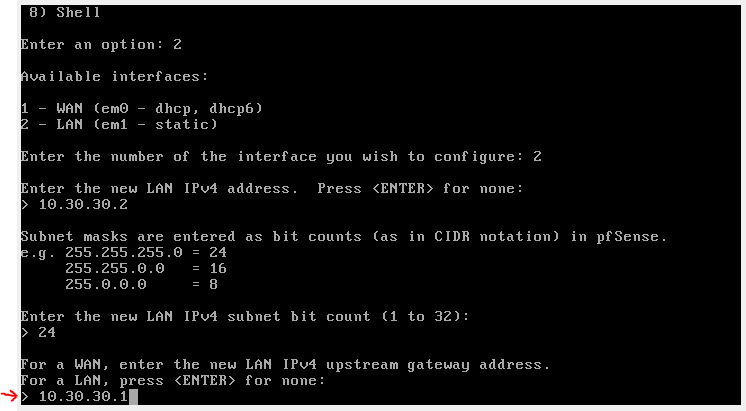 8) Shell
Enter an option: 2
Available interfaces:
1 - WAN (em0 - dhcp, dhcp6)
2 - LAN (em1 - static)
Enter the number of the interface you wish to configure: 2
Enter the new LAN IPv4 address.  Press <ENTER> for none:
> 10.30.30.2
Subnet masks are entered as bit counts (as in CIDR notation) in pfSense.
e.g. 255.255.255.0 = 24
255.255.0.0   = 16
255.0.0.0     = 8
Enter the new LAN IPv4 subnet bit count (1 to 32):
> 24
For a WAN, enter the new LAN IPv4 upstream gateway address.
For a LAN, press <ENTER> for none:
> 10.30.30.1